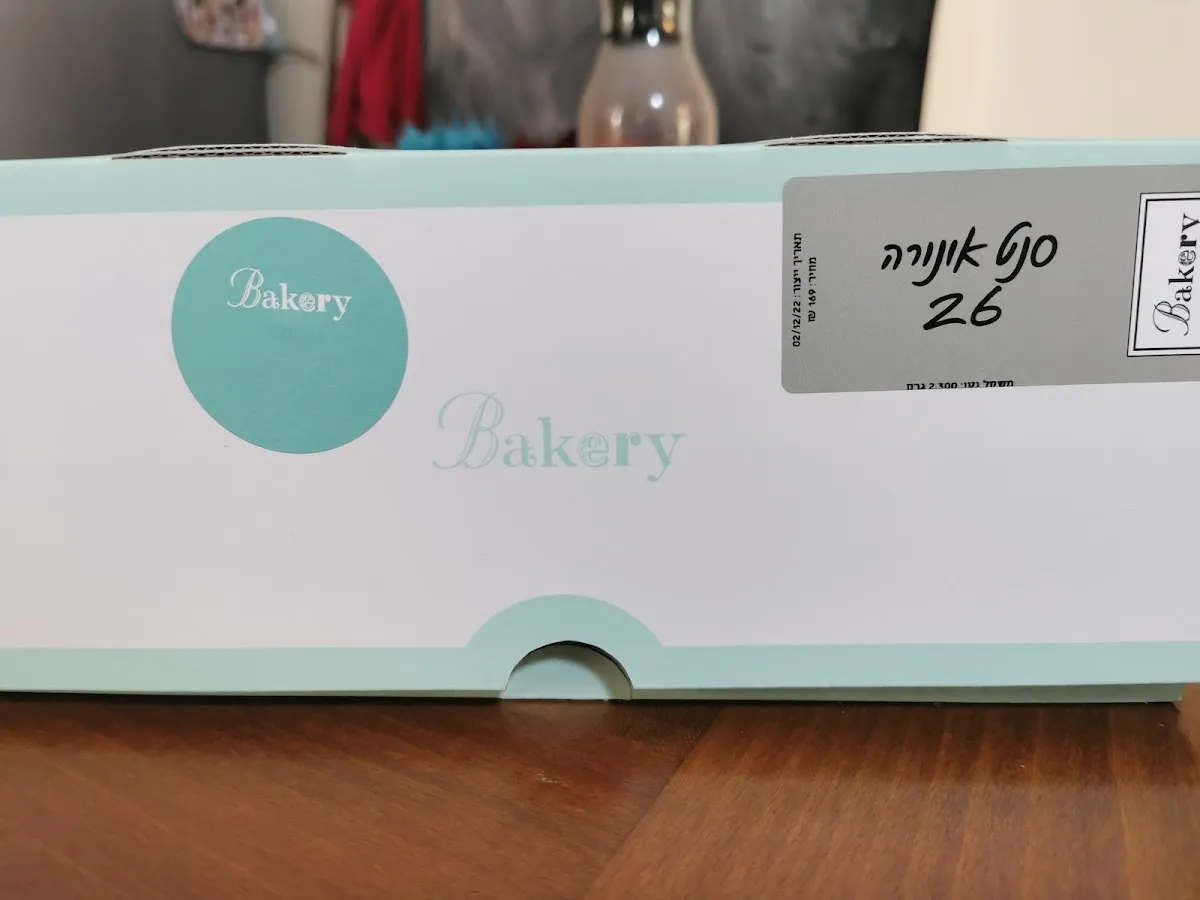 Bakery
Bakery
סנט אונורה
26
תאריך ייצור: 02/12/22
מחיר: 169 ₪
משקל נטו: 2.300 גרם
Bakery